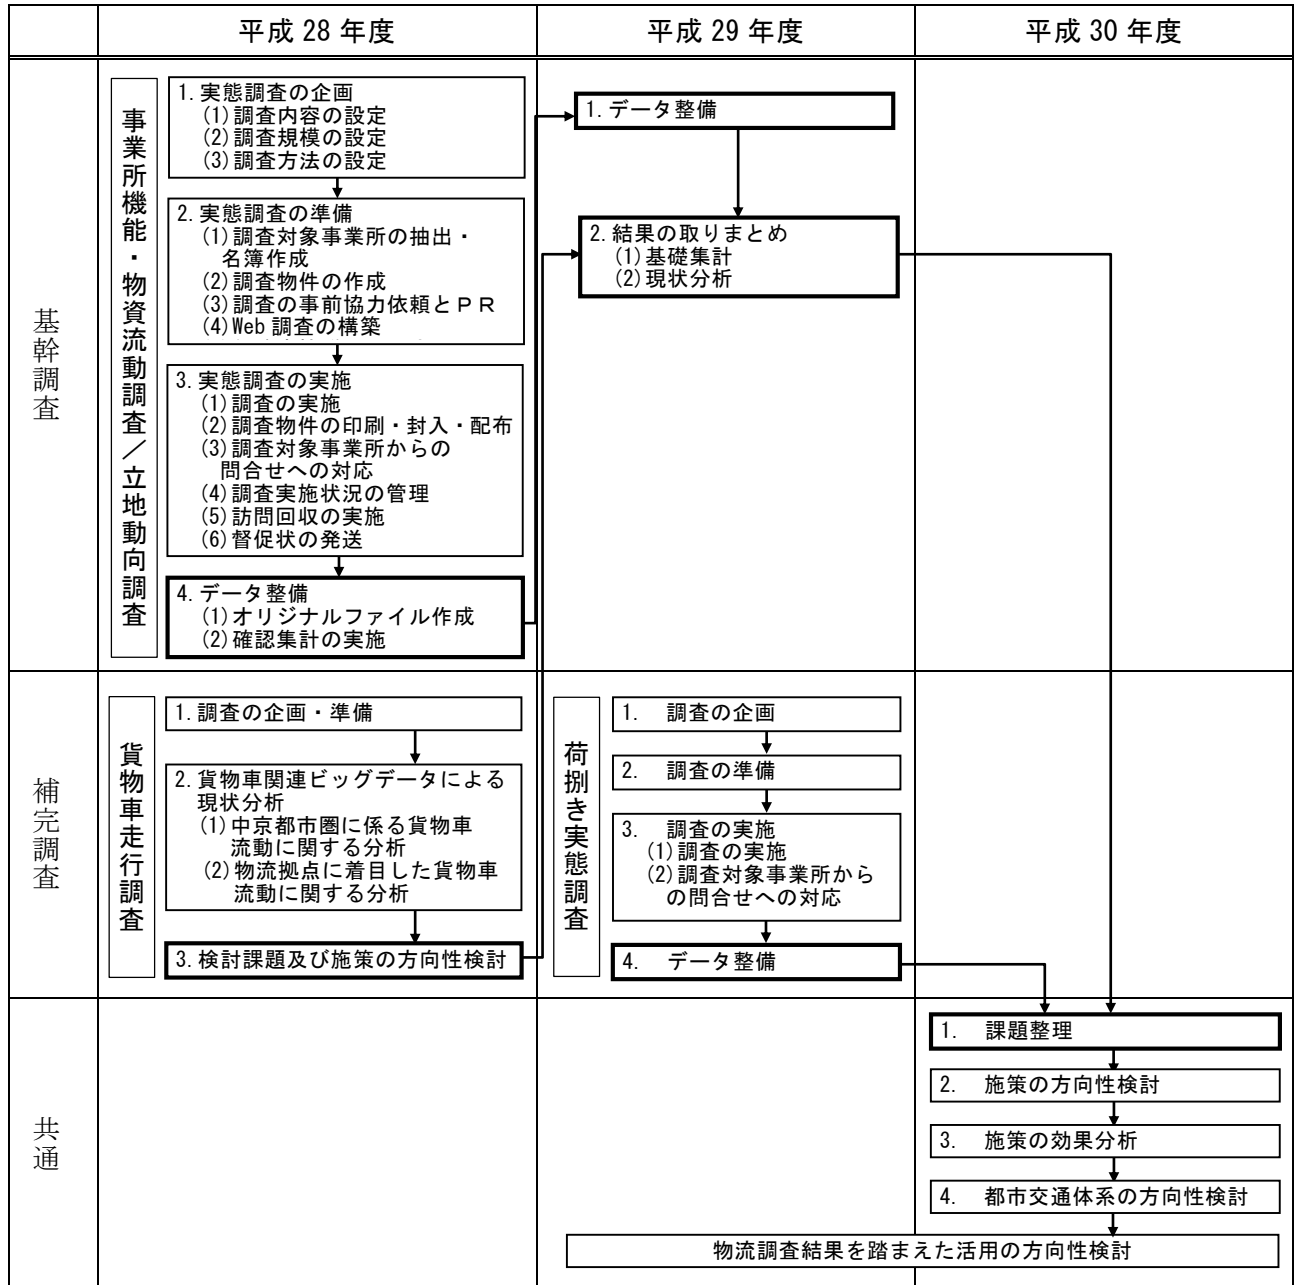 平成 28 年度
平成 29 年度
平成 30 年度
基幹調査
事業所機能・物資流動調査／立地動向調査
1.実態調査の企画
(1)調査内容の設定
(2)調査規模の設定
(3)調査方法の設定
2.実態調査の準備
(1)調査対象事業所の抽出・
名簿作成
(2)調査物件の作成
(3)調査の事前協力依頼とＰＲ
(4)Web 調査の構築
3.実態調査の実施
(1)調査の実施
(2)調査物件の印刷・封入・配布
(3)調査対象事業所からの
問合せへの対応
(4)調査実施状況の管理
(5)訪問回収の実施
(6)督促状の発送
4.データ整備
(1)オリジナルファイル作成
(2)確認集計の実施
1.データ整備
2.結果の取りまとめ
(1)基礎集計
(2)現状分析
補完調査
貨物車走行調査
1.調査の企画・準備
2.貨物車関連ビッグデータによる
現状分析
(1)中京都市圏に係る貨物車
流動に関する分析
(2)物流拠点に着目した貨物車
流動に関する分析
3.検討課題及び施策の方向性検討
荷捌き実態調査
1. 調査の企画
2. 調査の準備
3. 調査の実施
(1)調査の実施
(2)調査対象事業所から
の問合せへの対応
4. データ整備
共通
1. 課題整理
2. 施策の方向性検討
3. 施策の効果分析
4. 都市交通体系の方向性検討
物流調査結果を踏まえた活用の方向性検討